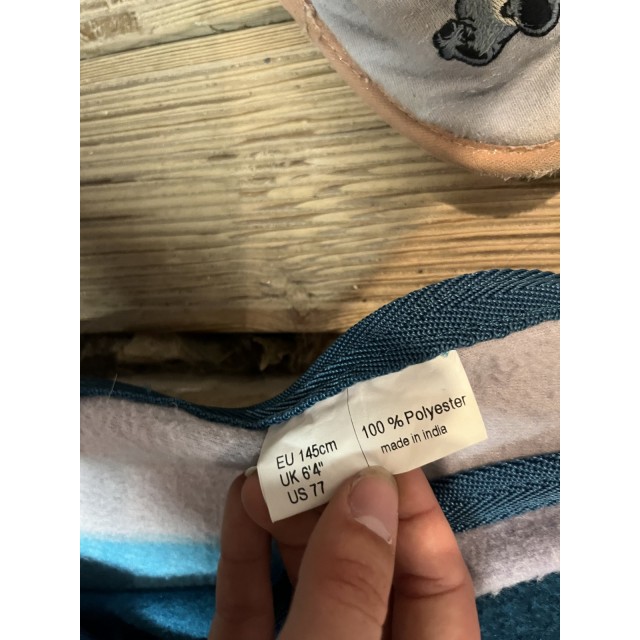 EU 145cm
UK 6'4"
US 77
100 % Polyester
made in india